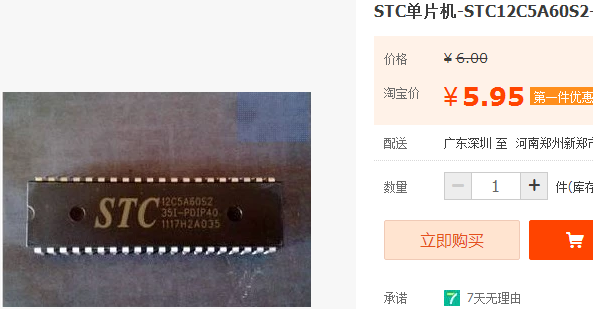 STC单片机-STC12C5A60S2-
价格
¥ 6.00
淘宝价
¥ 5.95 第一件优惠
配送
广东深圳 至 河南郑州新郑市
数量
− 1 + 件(库存
立即购买
承诺
7 7天无理由
STC 12C5A60S2
35I-PDIP40
1117H2A035